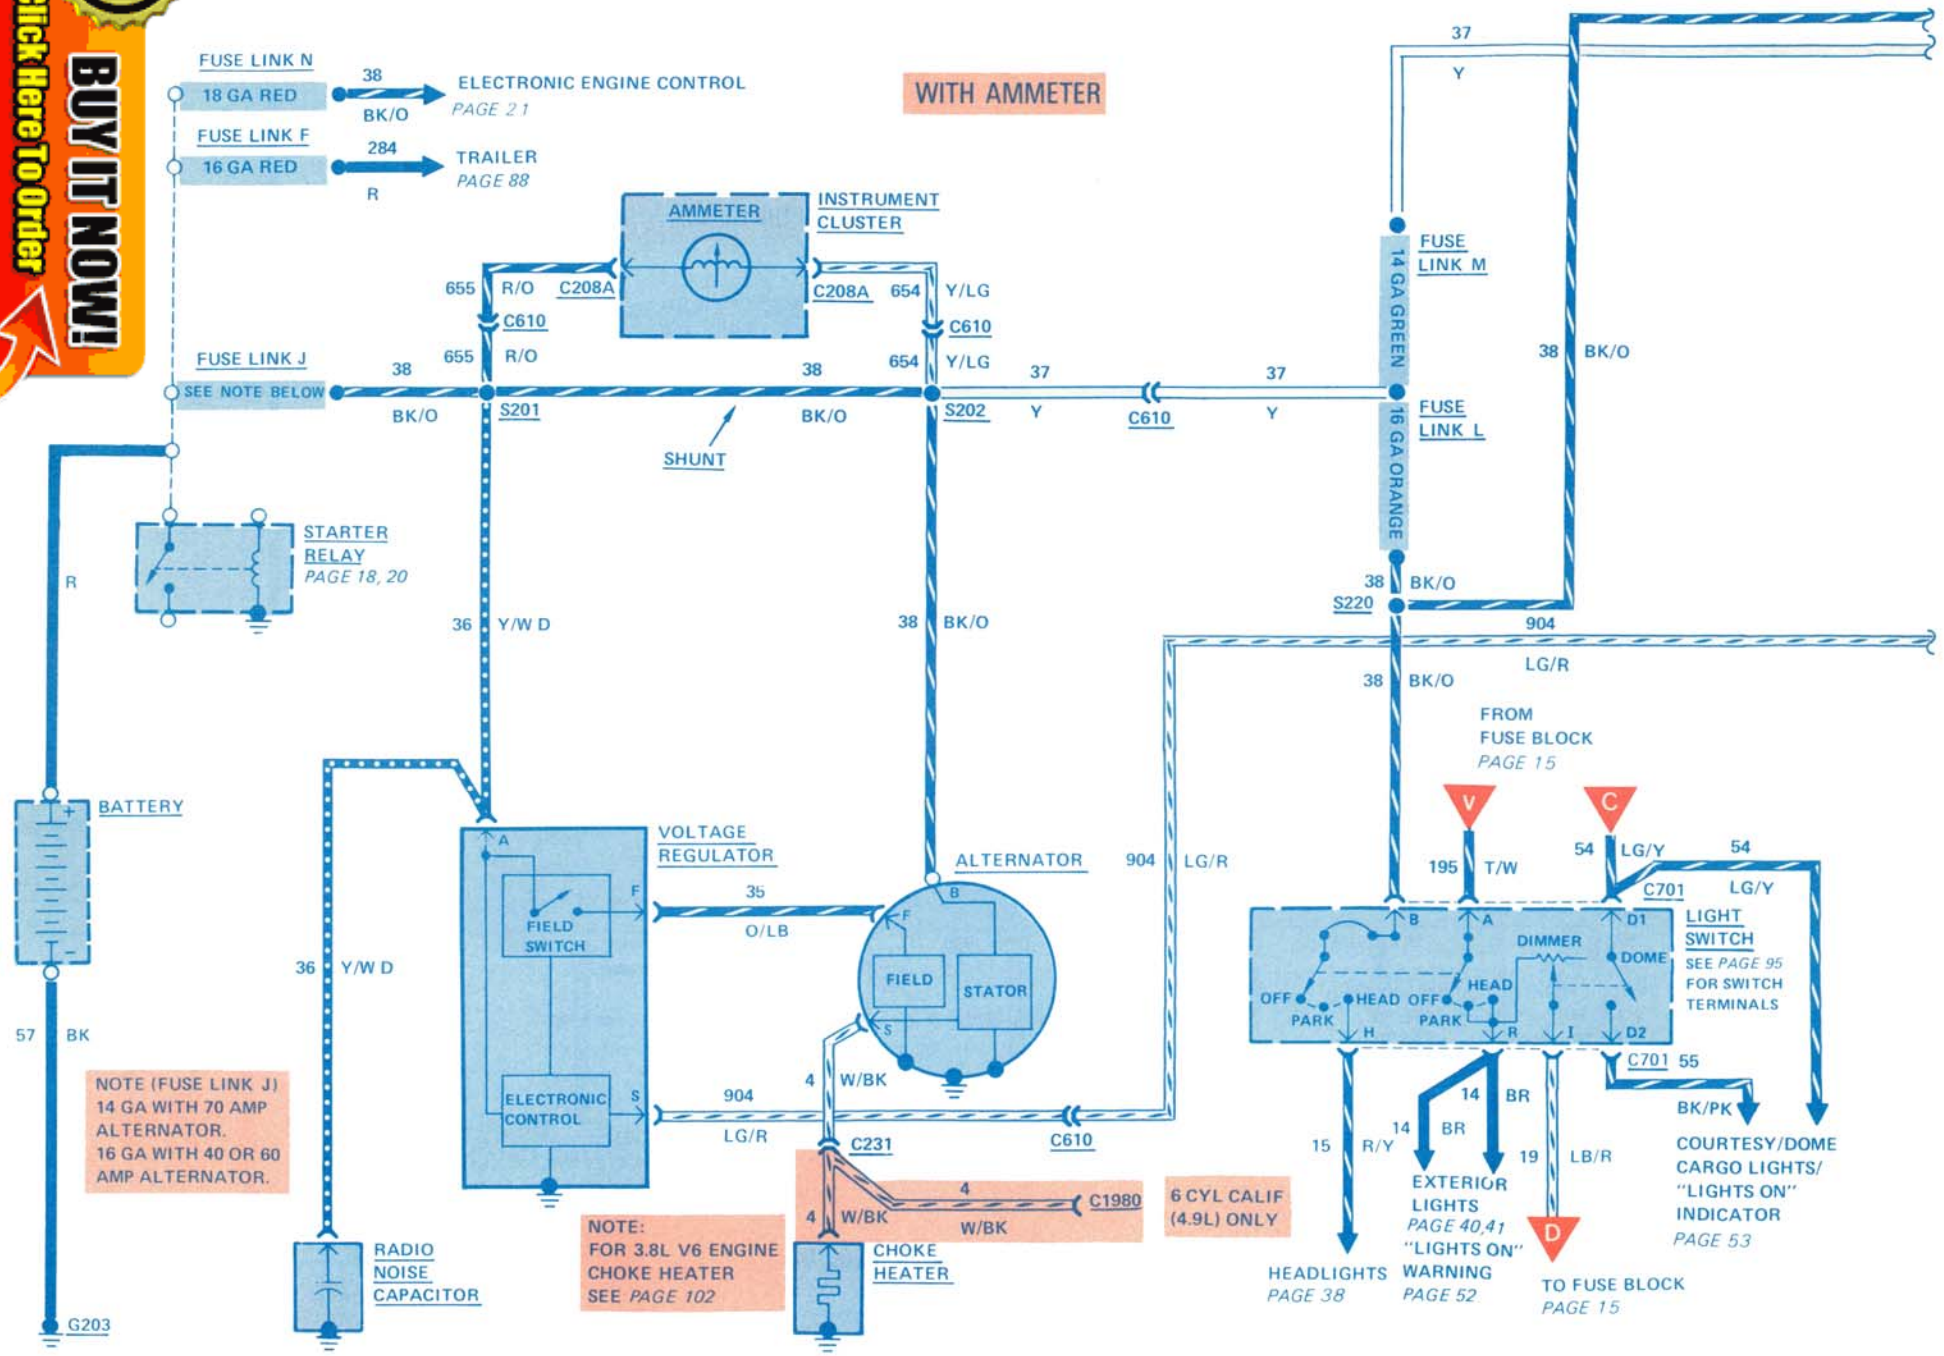 Click Here To Order
BUY IT NOW!
FUSE LINK N
18 GA RED
38
BK/O
ELECTRONIC ENGINE CONTROL
PAGE 21
FUSE LINK F
16 GA RED
284
R
TRAILER
PAGE 88
WITH AMMETER
37
Y
AMMETER
INSTRUMENT
CLUSTER
655
R/O
C208A
C208A
654
Y/LG
C610
C610
655
R/O
654
Y/LG
FUSE
LINK M
14 GA GREEN
38
BK/O
FUSE LINK J
SEE NOTE BELOW
38
BK/O
S201
38
BK/O
SHUNT
S202
37
Y
C610
37
Y
FUSE
LINK L
16 GA ORANGE
STARTER
RELAY
PAGE 18, 20
R
36
Y/W D
38
BK/O
38
BK/O
S220
904
LG/R
38
BK/O
FROM
FUSE BLOCK
PAGE 15
V
C
BATTERY
+
-
A
VOLTAGE
REGULATOR
F
FIELD
SWITCH
35
O/LB
ALTERNATOR
B
F
FIELD
STATOR
S
904
LG/R
195
T/W
54
LG/Y
54
LG/Y
C701
B
A
D1
LIGHT
SWITCH
SEE PAGE 95
FOR SWITCH
TERMINALS
DIMMER
DOME
OFF
HEAD
PARK
OFF
HEAD
PARK
H
R
I
D2
C701
55
BK/PK
36
Y/W D
57
BK
NOTE (FUSE LINK J)
14 GA WITH 70 AMP
ALTERNATOR.
16 GA WITH 40 OR 60
AMP ALTERNATOR.
ELECTRONIC
CONTROL
S
904
LG/R
4
W/BK
C231
C610
4
W/BK
C1980
4
W/BK
6 CYL CALIF
(4.9L) ONLY
NOTE:
FOR 3.8L V6 ENGINE
CHOKE HEATER
SEE PAGE 102
CHOKE
HEATER
RADIO
NOISE
CAPACITOR
G203
15
R/Y
14
BR
14
BR
19
LB/R
HEADLIGHTS
PAGE 38
EXTERIOR
LIGHTS
PAGE 40,41
"LIGHTS ON"
WARNING
PAGE 52
D
TO FUSE BLOCK
PAGE 15
COURTESY/DOME
CARGO LIGHTS/
"LIGHTS ON"
INDICATOR
PAGE 53